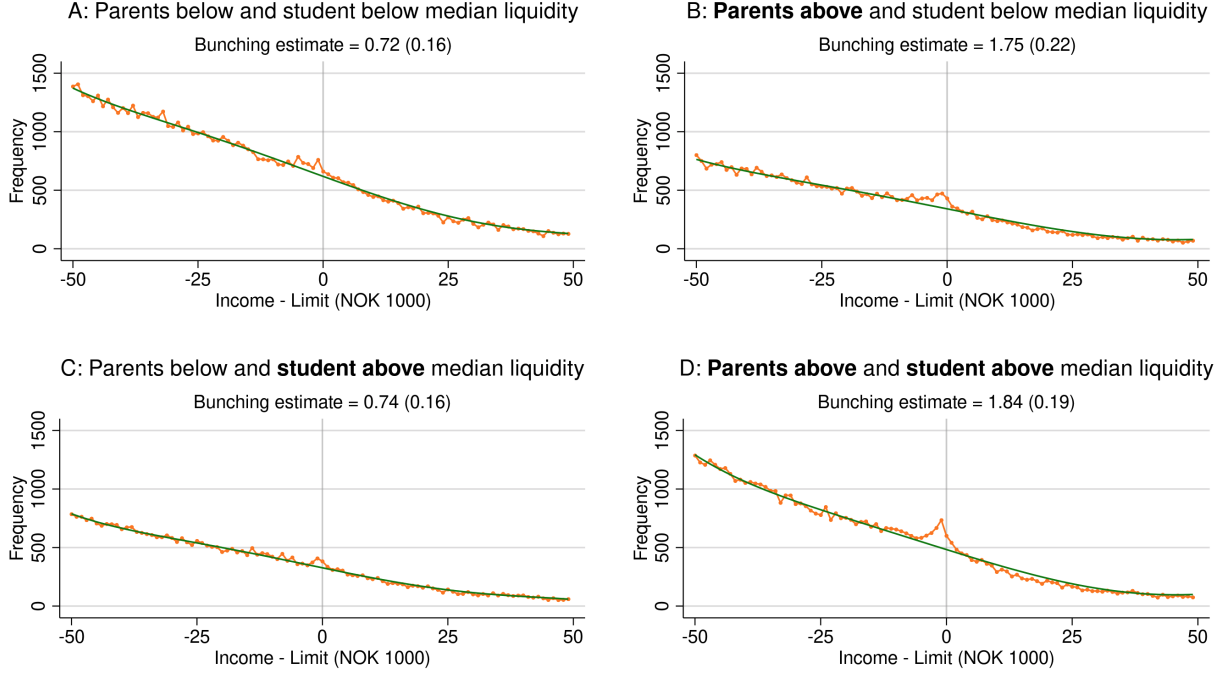 A: Parents below and student below median liquidity
Bunching estimate = 0.72 (0.16)
Frequency
1500
1000
500
0
-50
-25
0
25
50
Income - Limit (NOK 1000)
B: Parents above and student below median liquidity
Bunching estimate = 1.75 (0.22)
Frequency
1500
1000
500
0
-50
-25
0
25
50
Income - Limit (NOK 1000)
C: Parents below and student above median liquidity
Bunching estimate = 0.74 (0.16)
Frequency
1500
1000
500
0
-50
-25
0
25
50
Income - Limit (NOK 1000)
D: Parents above and student above median liquidity
Bunching estimate = 1.84 (0.19)
Frequency
1500
1000
500
0
-50
-25
0
25
50
Income - Limit (NOK 1000)